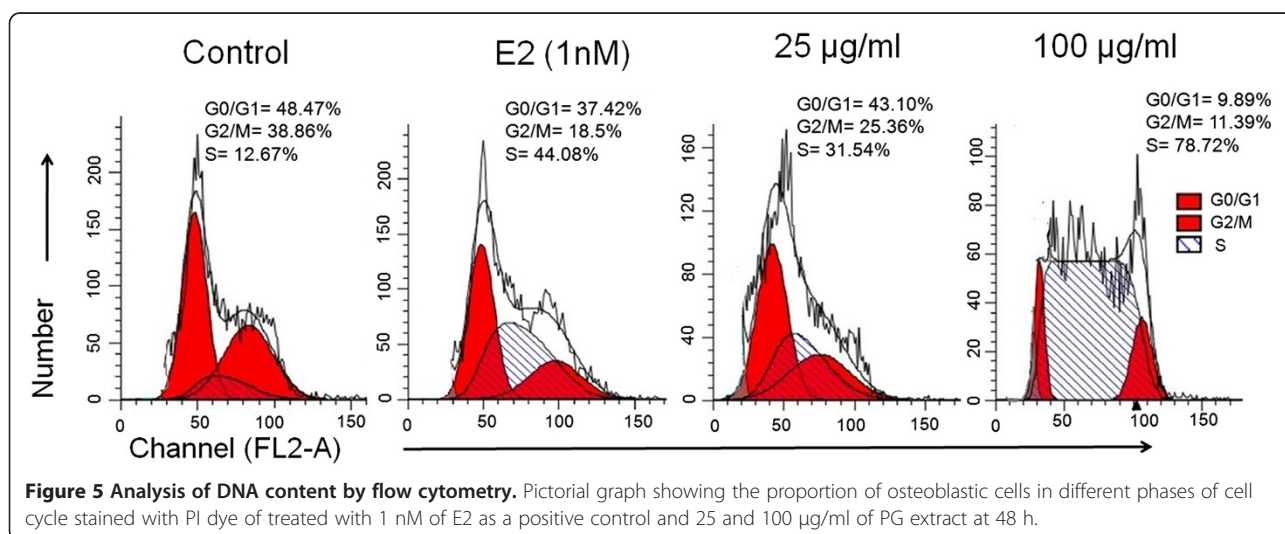 Control
E2 (1nM)
25 µg/ml
100 µg/ml
G0/G1= 48.47%
G2/M= 38.86%
S= 12.67%
G0/G1= 37.42%
G2/M= 18.5%
S= 44.08%
G0/G1= 43.10%
G2/M= 25.36%
S= 31.54%
G0/G1= 9.89%
G2/M= 11.39%
S= 78.72%
G0/G1
G2/M
S
Number
200
150
100
50
0
0 50 100 150
200
150
100
50
0
0 50 100 150
160
120
80
40
0
0 50 100 150
100
80
60
40
20
0
0 50 100 150
Channel (FL2-A)
Figure 5 Analysis of DNA content by flow cytometry. Pictorial graph showing the proportion of osteoblastic cells in different phases of cell
cycle stained with PI dye of treated with 1 nM of E2 as a positive control and 25 and 100 µg/ml of PG extract at 48 h.